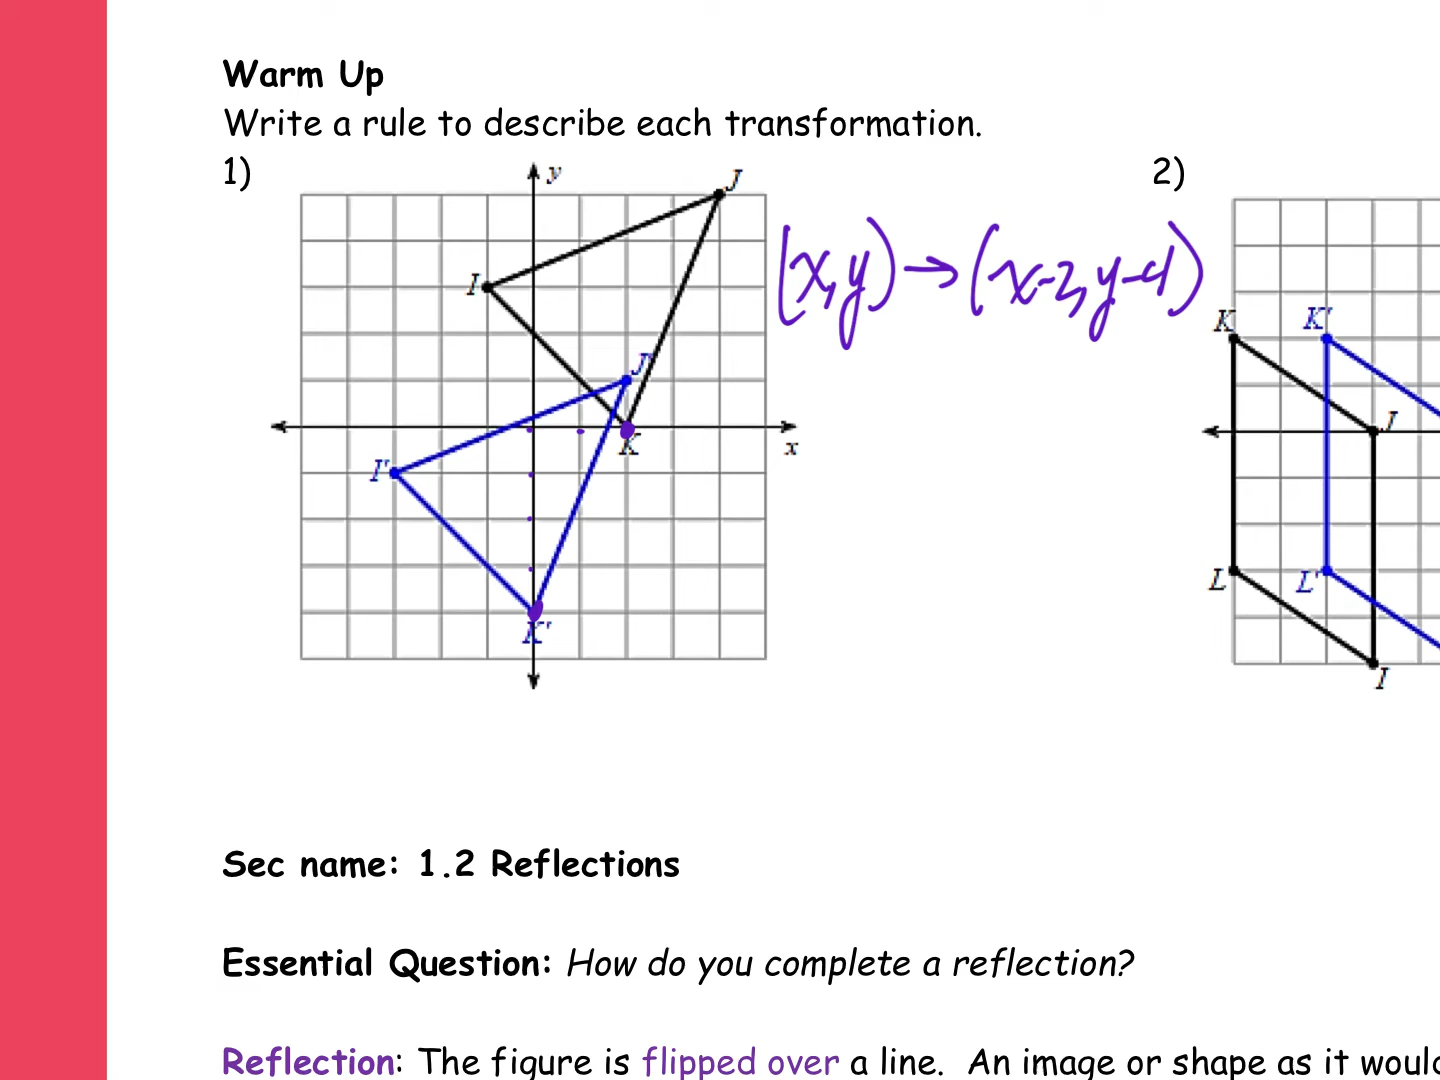 Warm Up
Write a rule to describe each transformation.
1)
y
J
I
(x,y)→(x-2,y-4)
J'
K
x
I'
K'
2)
K
K'
J
L
L'
I
Sec name: 1.2 Reflections
Essential Question: How do you complete a reflection?
Reflection: The figure is flipped over a line. An image or shape as it would